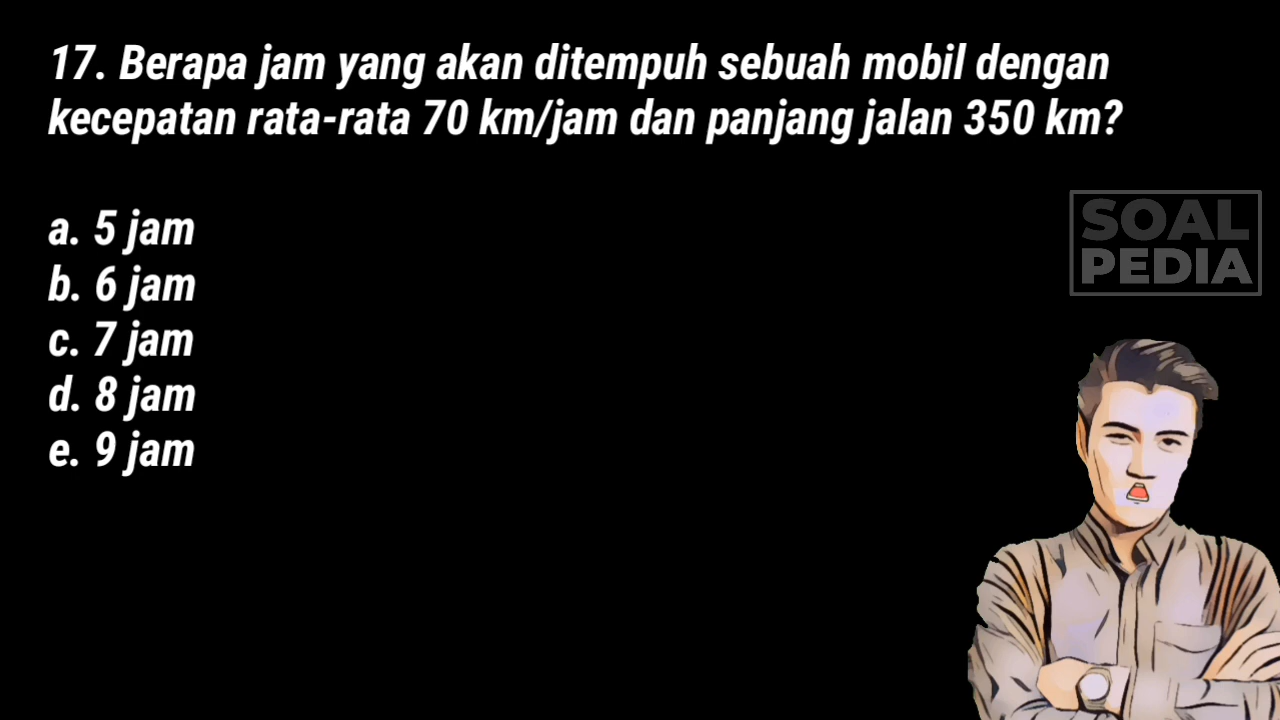 17. Berapa jam yang akan ditempuh sebuah mobil dengan
kecepatan rata-rata 70 km/jam dan panjang jalan 350 km?
a. 5 jam
b. 6 jam
c. 7 jam
d. 8 jam
e. 9 jam
SOAL
PEDIA